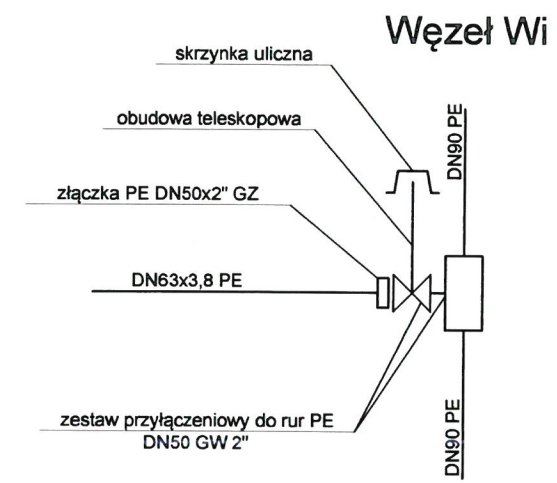 Węzeł Wi
skrzynka uliczna
obudowa teleskopowa
DN90 PE
złączka PE DN50x2" GZ
DN63x3,8 PE
zestaw przyłączeniowy do rur PE
DN50 GW 2"
DN90 PE